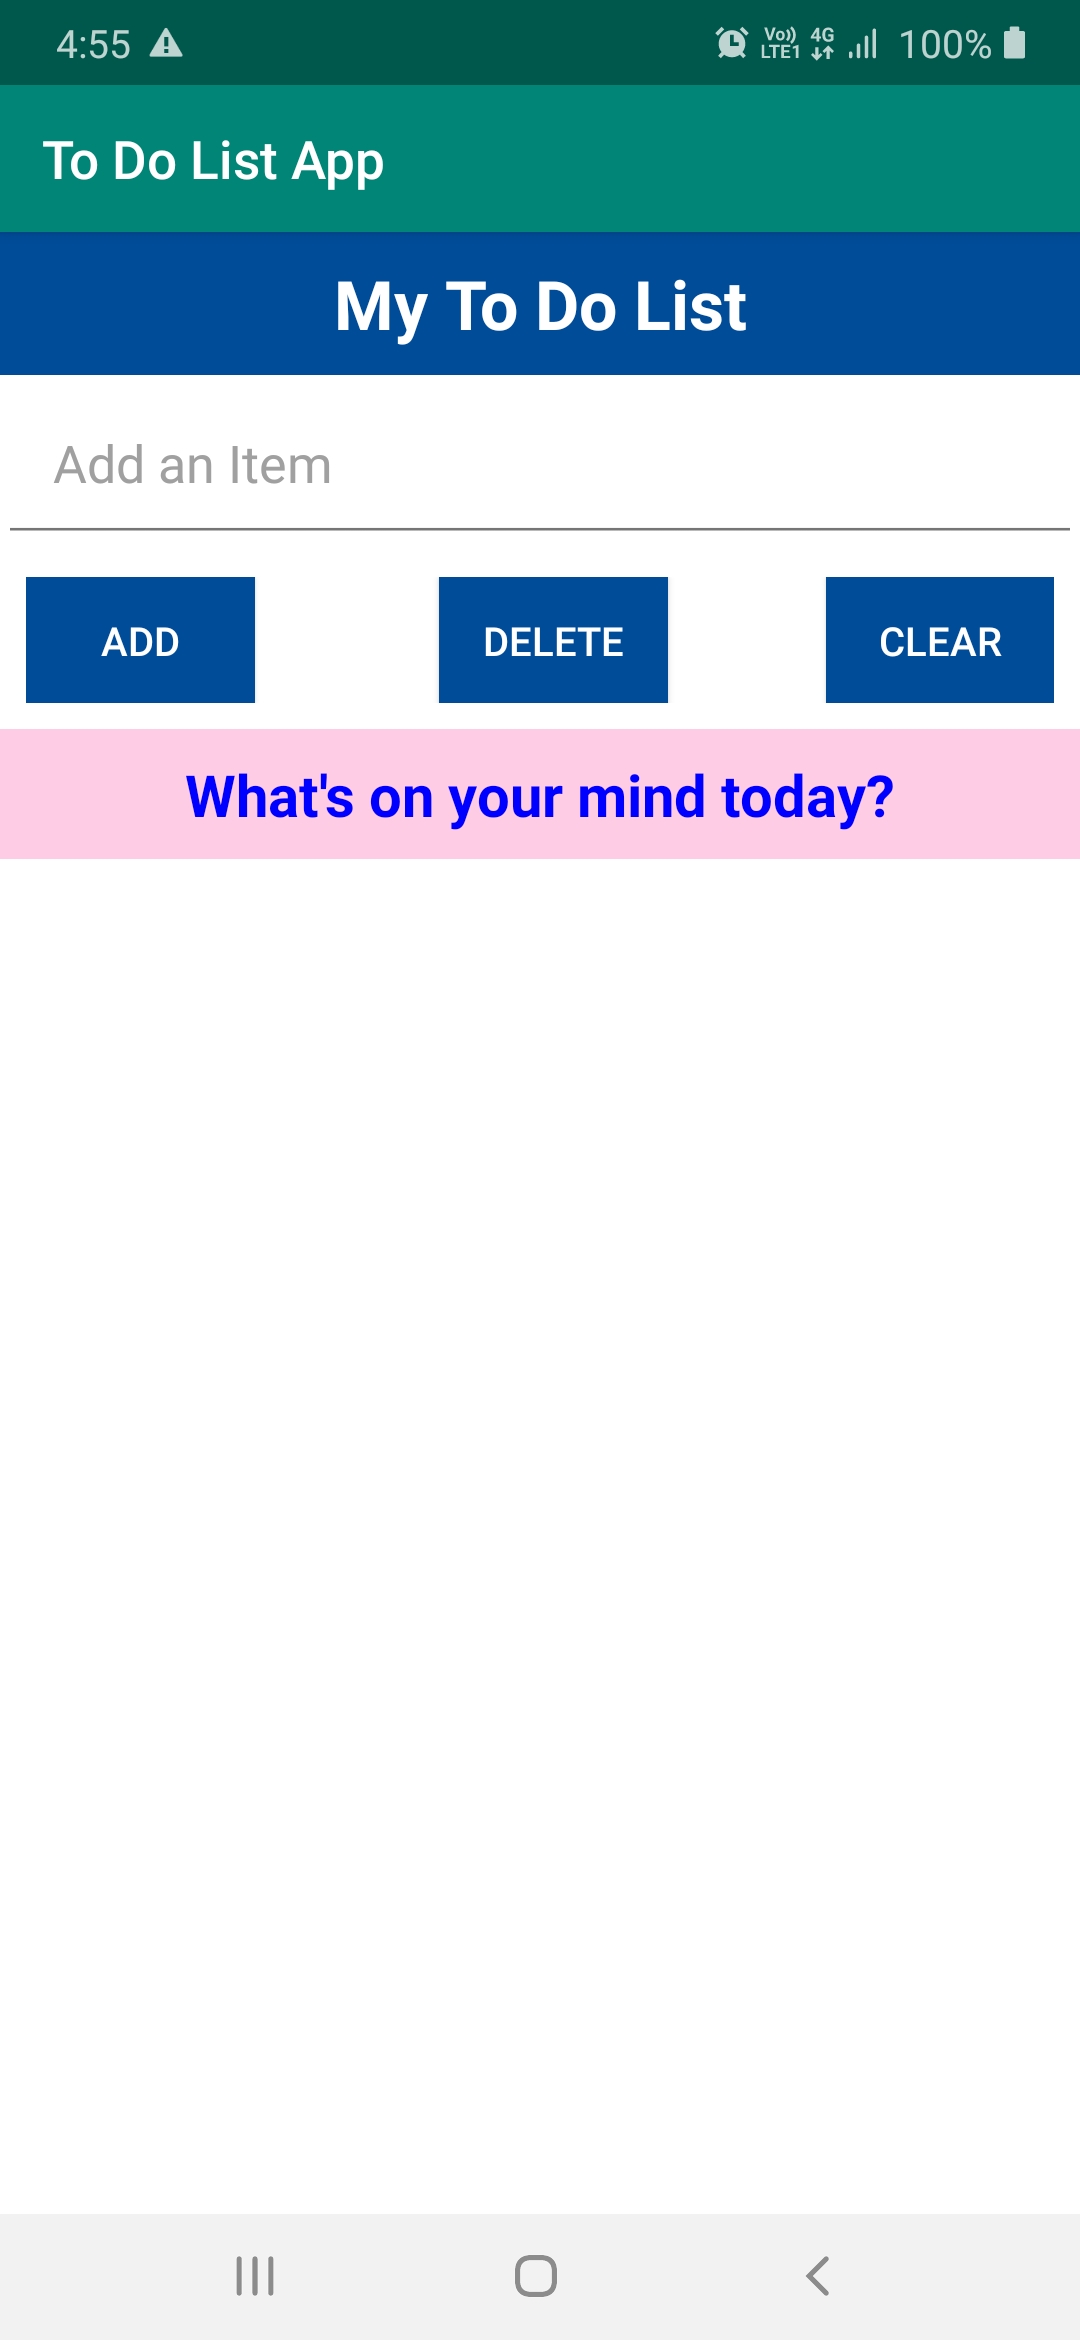 4:55
Vo)) LTE1 4G 100%
To Do List App
My To Do List
Add an Item
ADD DELETE CLEAR
What's on your mind today?